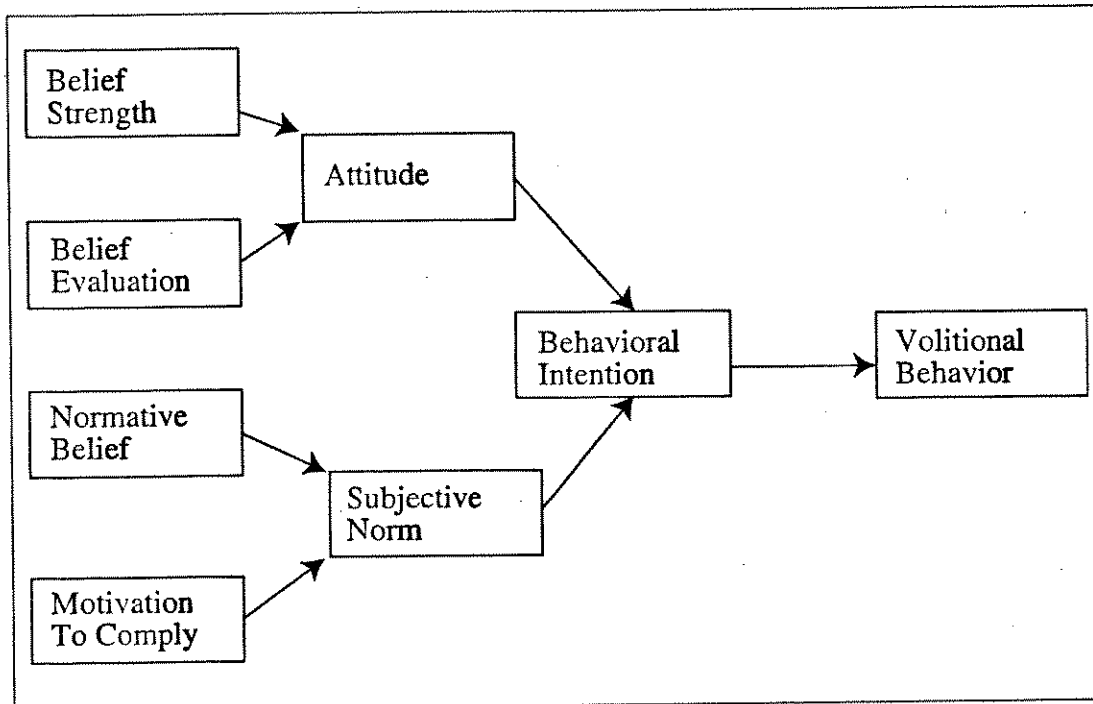 Belief
Strength
Attitude
Belief
Evaluation
Behavioral
Intention
Volitional
Behavior
Normative
Belief
Subjective
Norm
Motivation
To Comply